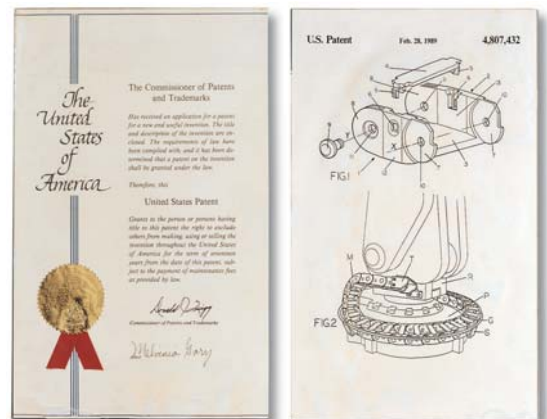 The
United
States
of
America
The Commissioner of Patents
and Trademarks
Has received an application for a patent
for a new and useful invention. The title
and description of the invention are en-
closed. The requirements of law have
been complied with, and it has been de-
termined that a patent on the invention
shall be granted under the law.
Therefore, this
United States Patent
Grants to the person or persons having
title to this patent the right to exclude
others from making, using or selling the
invention throughout the United States
of America for the term of seventeen
years from the date of this patent, sub-
ject to the payment of maintenance fees
as provided by law.
Commissioner of Patents and Trademarks
U.S. Patent Feb. 28, 1989 4,807,432
FIG.1
X
Y
M
R
P
G
FIG.2